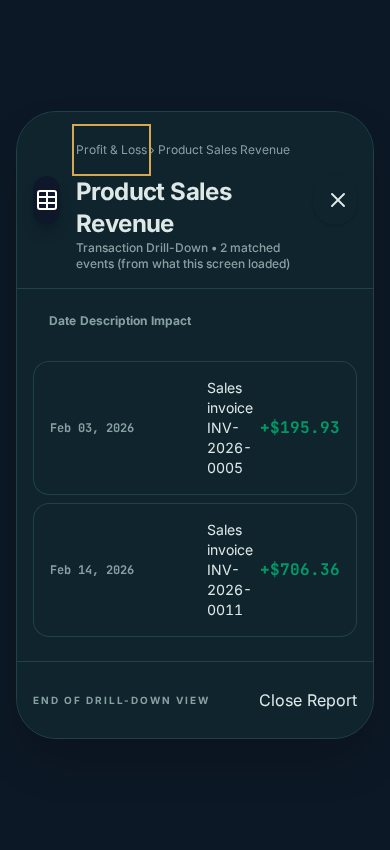 Profit & Loss › Product Sales Revenue
Product Sales
Revenue
Transaction Drill-Down • 2 matched
events (from what this screen loaded)
Date Description Impact
Feb 03, 2026
Sales
invoice
INV-
2026-
0005
+$195.93
Feb 14, 2026
Sales
invoice
INV-
2026-
0011
+$706.36
END OF DRILL-DOWN VIEW
Close Report